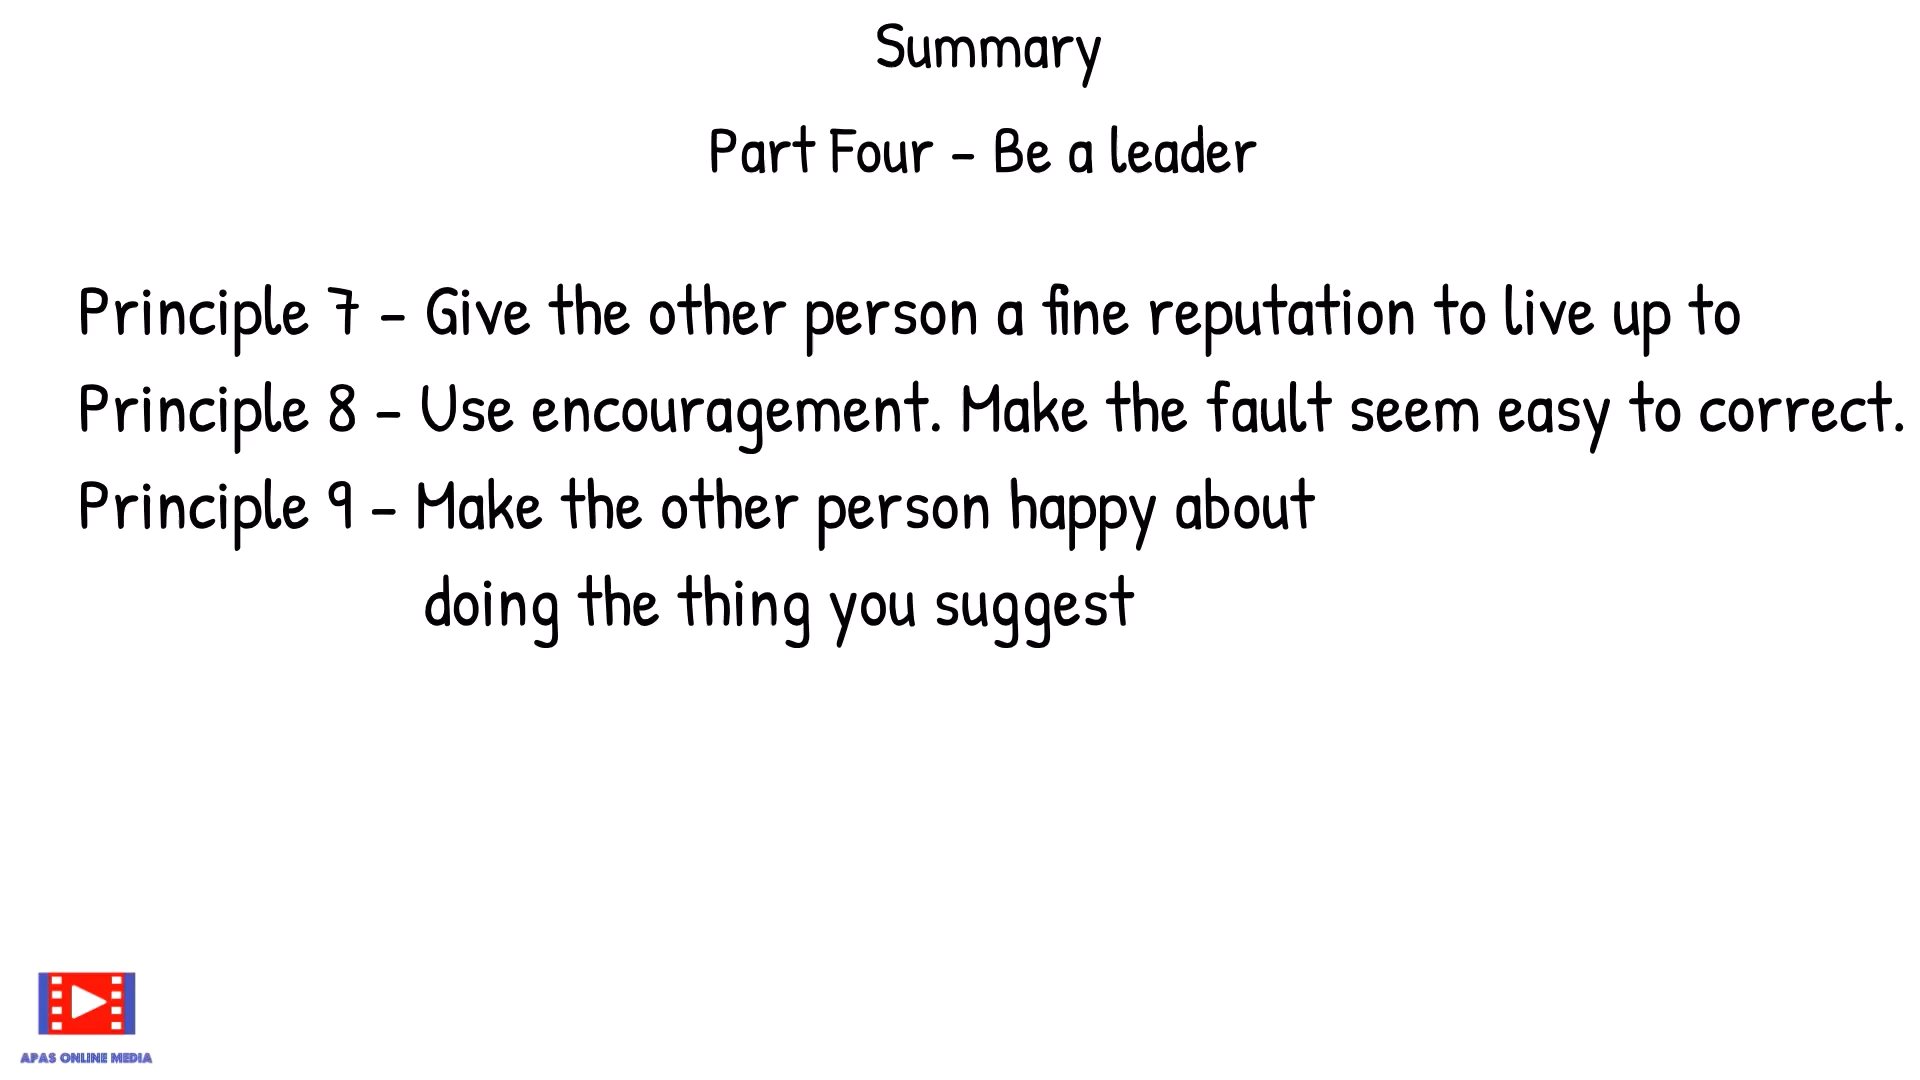 Summary
Part Four - Be a leader
Principle 7 - Give the other person a fine reputation to live up to
Principle 8 - Use encouragement. Make the fault seem easy to correct.
Principle 9 - Make the other person happy about
doing the thing you suggest
APAS ONLINE MEDIA